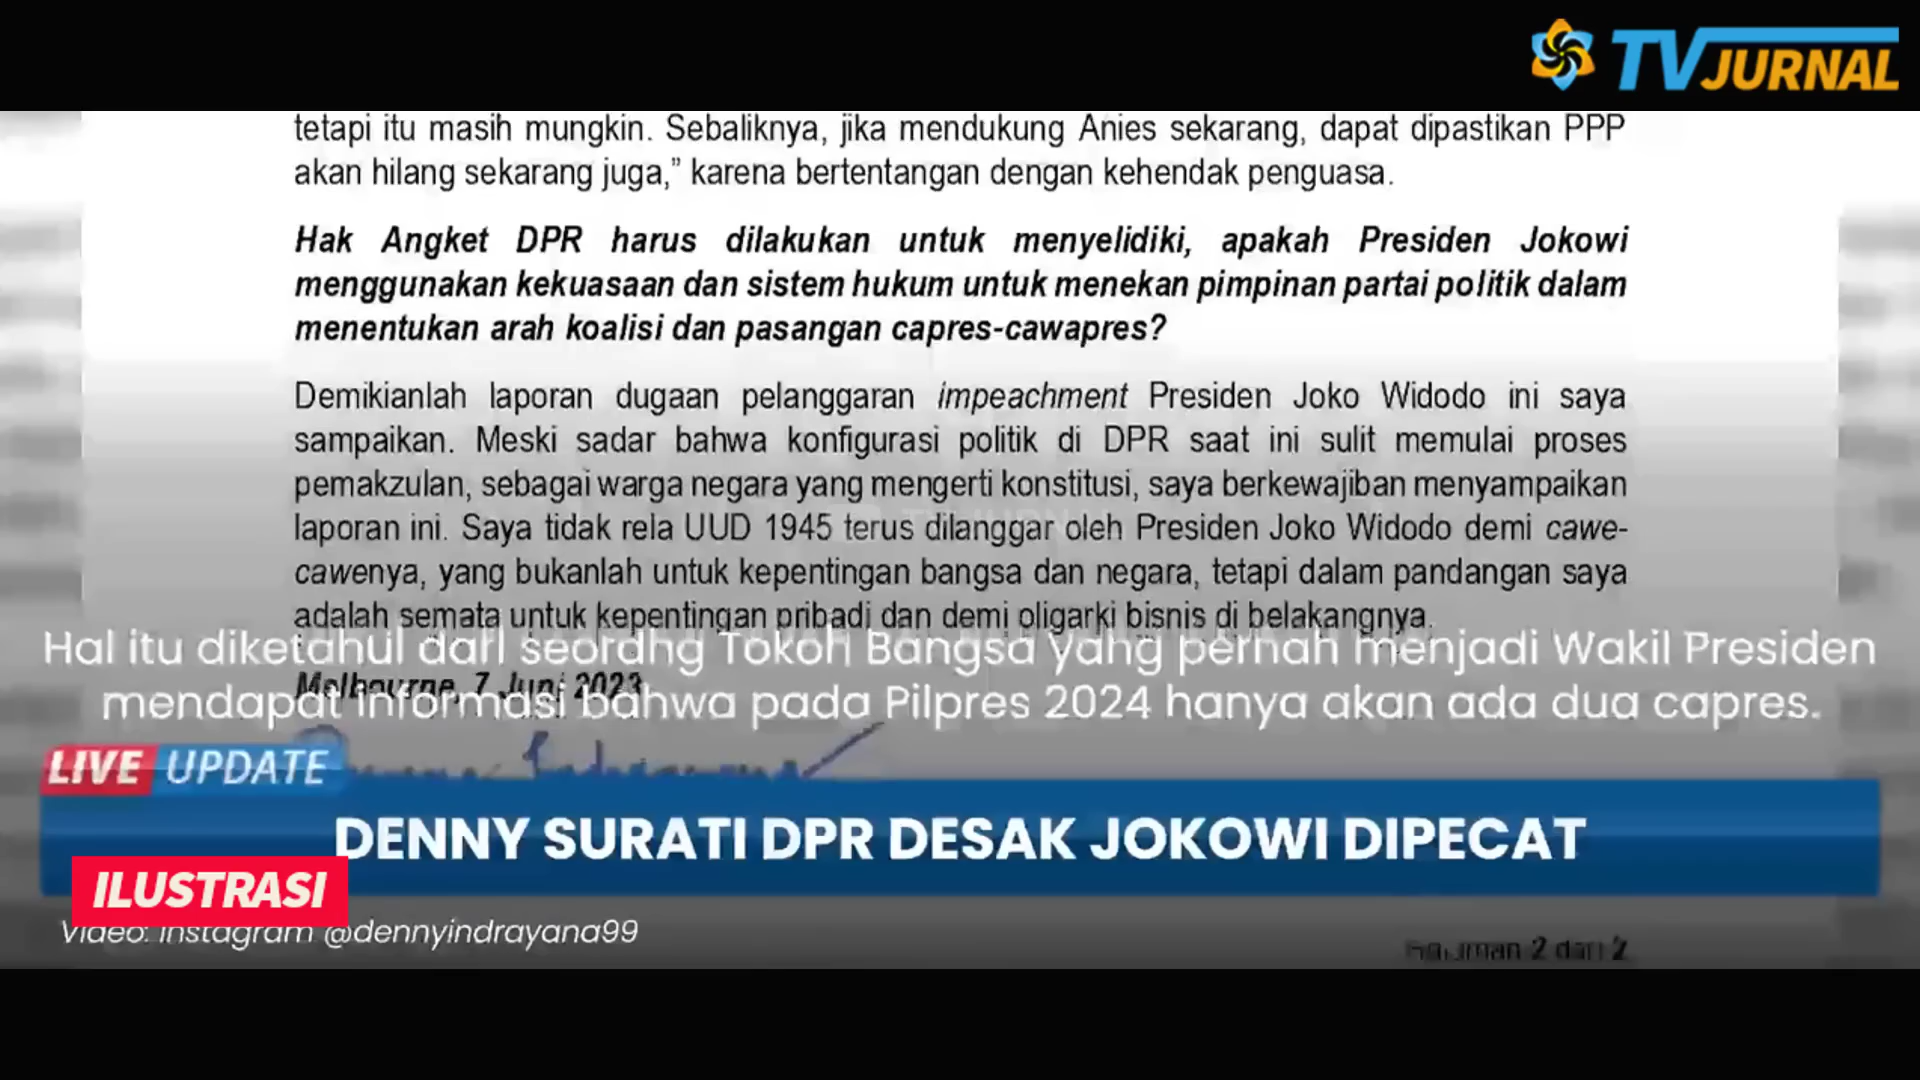 TV JURNAL
tetapi itu masih mungkin. Sebaliknya, jika mendukung Anies sekarang, dapat dipastikan PPP
akan hilang sekarang juga,” karena bertentangan dengan kehendak penguasa.
Hak Angket DPR harus dilakukan untuk menyelidiki, apakah Presiden Jokowi
menggunakan kekuasaan dan sistem hukum untuk menekan pimpinan partai politik dalam
menentukan arah koalisi dan pasangan capres-cawapres?
Demikianlah laporan dugaan pelanggaran impeachment Presiden Joko Widodo ini saya
sampaikan. Meski sadar bahwa konfigurasi politik di DPR saat ini sulit memulai proses
pemakzulan, sebagai warga negara yang mengerti konstitusi, saya berkewajiban menyampaikan
laporan ini. Saya tidak rela UUD 1945 terus dilanggar oleh Presiden Joko Widodo demi cawe-
cawenya, yang bukanlah untuk kepentingan bangsa dan negara, tetapi dalam pandangan saya
adalah semata untuk kepentingan pribadi dan demi oligarki bisnis di belakangnya.
Hal itu diketahui dari seorang Tokoh Bangsa yang pernah menjadi Wakil Presiden
Melbourne, 7 Juni 2023
mendapat informasi bahwa pada Pilpres 2024 hanya akan ada dua capres.
LIVE UPDATE
DENNY SURATI DPR DESAK JOKOWI DIPECAT
ILUSTRASI
Video: Instagram @dennyindrayana99
Halaman 2 dari 2